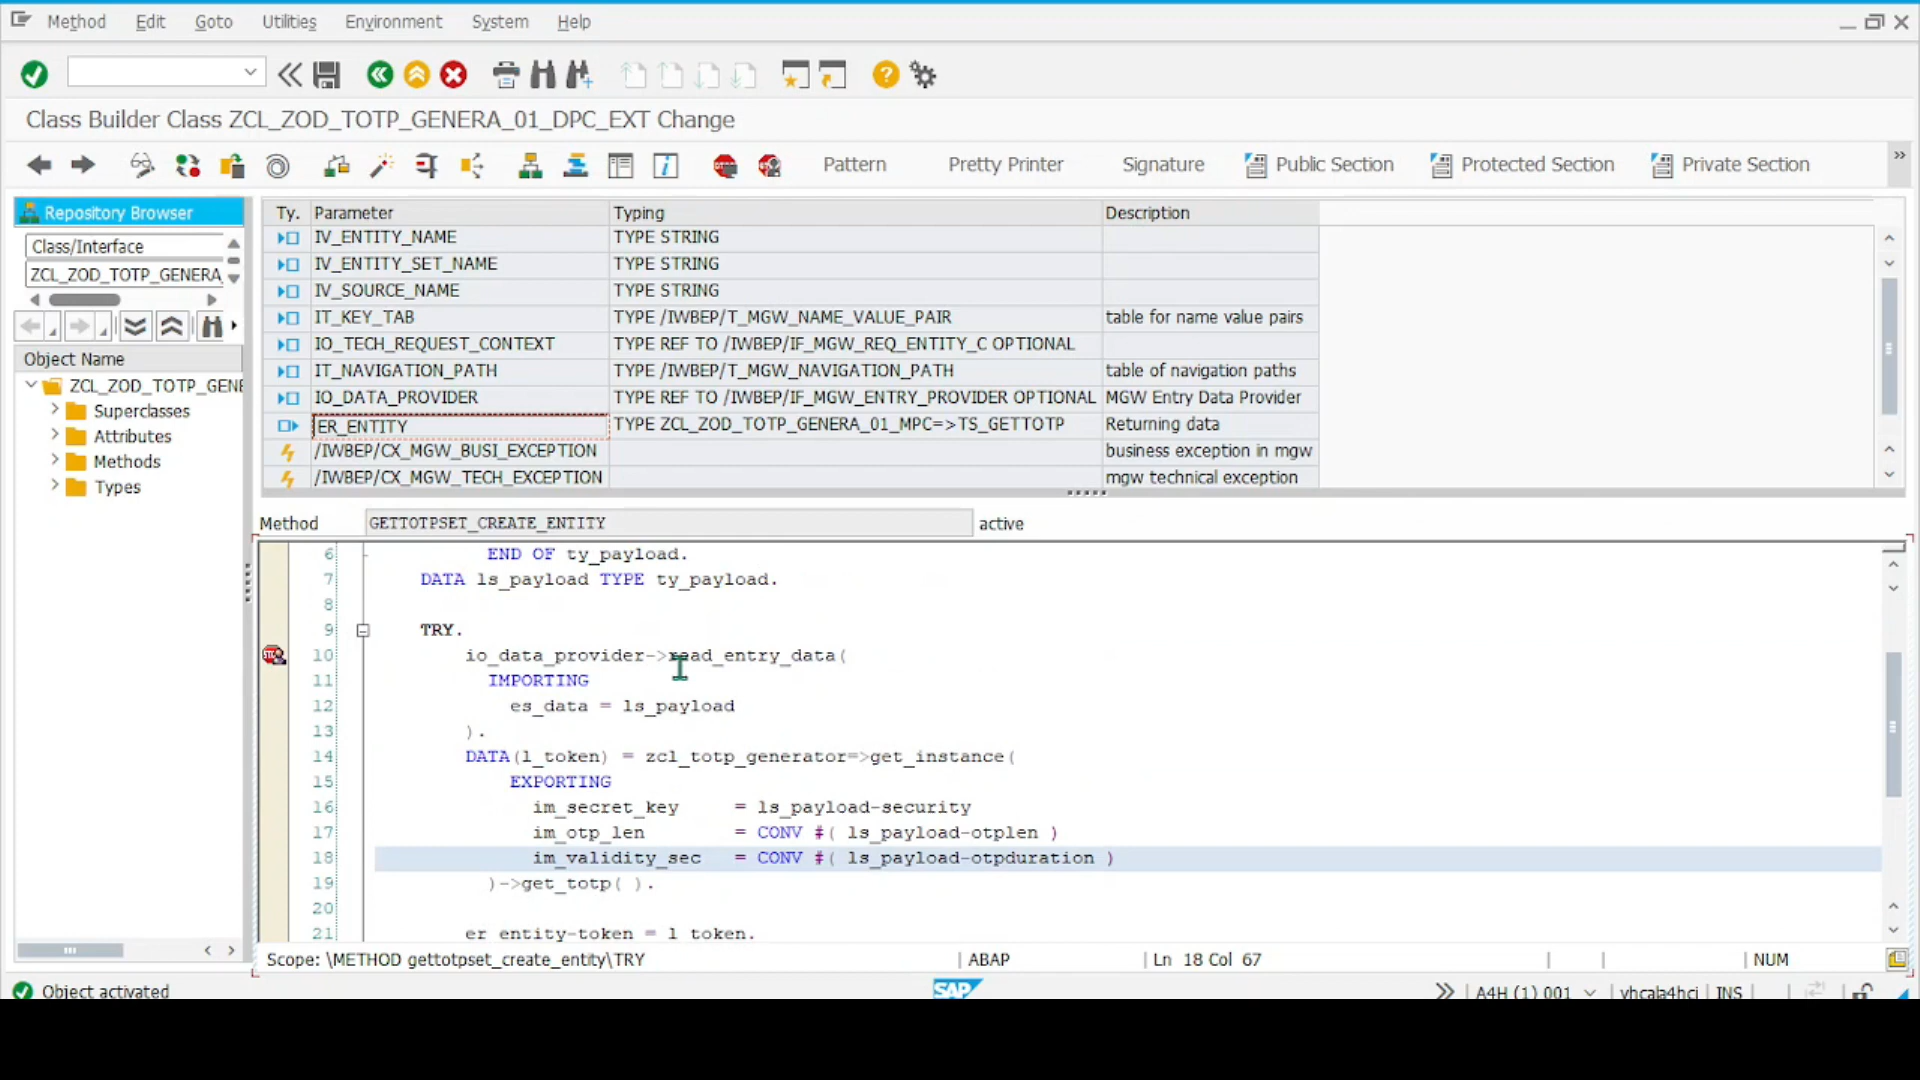 Method Edit Goto Utilities Environment System Help
Class Builder Class ZCL_ZOD_TOTP_GENERA_01_DPC_EXT Change
Pattern Pretty Printer Signature Public Section Protected Section Private Section
Repository Browser
Class/Interface
ZCL_ZOD_TOTP_GENERA
Object Name
ZCL_ZOD_TOTP_GENE
Superclasses
Attributes
Methods
Types
Ty. Parameter Typing Description
IV_ENTITY_NAME TYPE STRING
IV_ENTITY_SET_NAME TYPE STRING
IV_SOURCE_NAME TYPE STRING
IT_KEY_TAB TYPE /IWBEP/T_MGW_NAME_VALUE_PAIR table for name value pairs
IO_TECH_REQUEST_CONTEXT TYPE REF TO /IWBEP/IF_MGW_REQ_ENTITY_C OPTIONAL
IT_NAVIGATION_PATH TYPE /IWBEP/T_MGW_NAVIGATION_PATH table of navigation paths
IO_DATA_PROVIDER TYPE REF TO /IWBEP/IF_MGW_ENTRY_PROVIDER OPTIONAL MGW Entry Data Provider
ER_ENTITY TYPE ZCL_ZOD_TOTP_GENERA_01_MPC=>TS_GETTOTP Returning data
/IWBEP/CX_MGW_BUSI_EXCEPTION business exception in mgw
/IWBEP/CX_MGW_TECH_EXCEPTION mgw technical exception
Method GETTOTPSET_CREATE_ENTITY active
6 END OF ty_payload.
7 DATA ls_payload TYPE ty_payload.
8
9 TRY.
10 io_data_provider->read_entry_data(
11 IMPORTING
12 es_data = ls_payload
13 ).
14 DATA(l_token) = zcl_totp_generator=>get_instance(
15 EXPORTING
16 im_secret_key = ls_payload-security
17 im_otp_len = CONV #( ls_payload-otplen )
18 im_validity_sec = CONV #( ls_payload-otpduration )
19 )->get_totp( ).
20
21 er_entity-token = l_token.
Scope: \METHOD gettotpset_create_entity\TRY ABAP Ln 18 Col 67 NUM
Object activated SAP A4H (1) 001 vhcala4hci INS